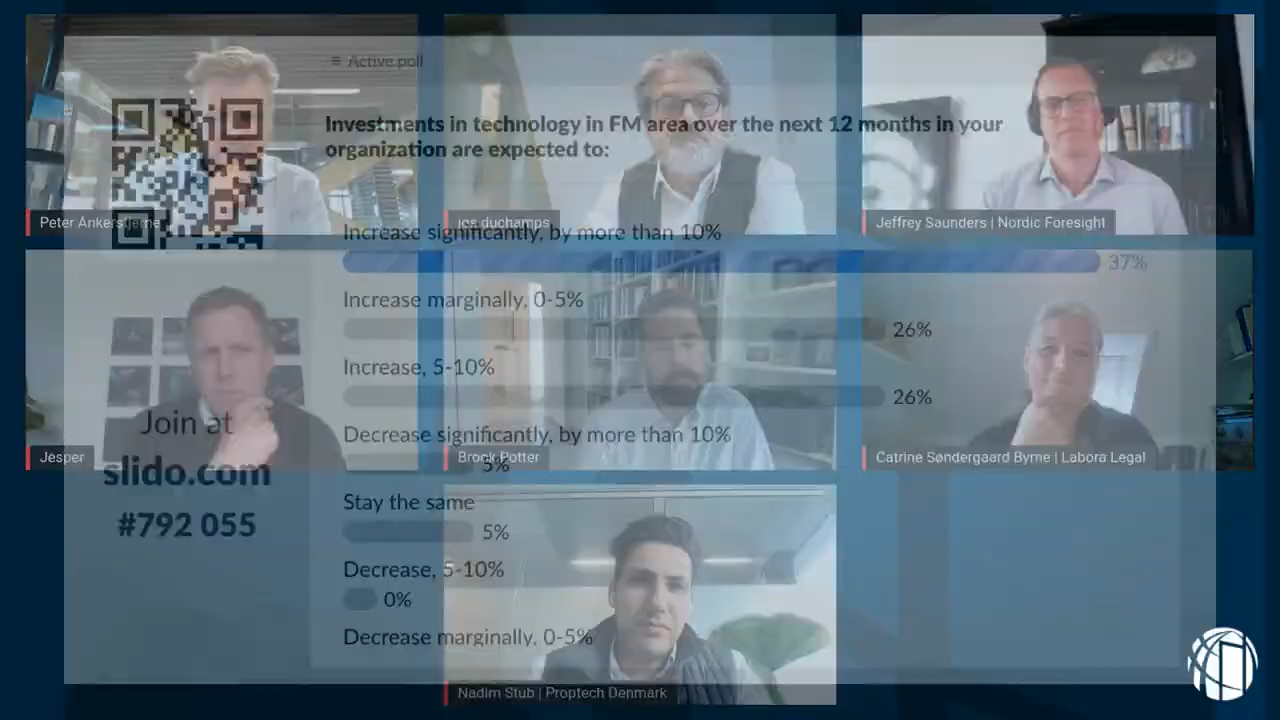 ≡ Active poll
Investments in technology in FM area over the next 12 months in your
organization are expected to:
Peter Ankerstjerne
jos duchamps
Jeffrey Saunders | Nordic Foresight
Increase significantly, by more than 10%
37%
Increase marginally, 0-5%
26%
Increase, 5-10%
26%
Join at
slido.com
#792 055
Decrease significantly, by more than 10%
5%
Jesper
Brock Potter
Catrine Søndergaard Byrne | Labora Legal
Stay the same
5%
Decrease, 5-10%
0%
Decrease marginally, 0-5%
Nadim Stub | Proptech Denmark